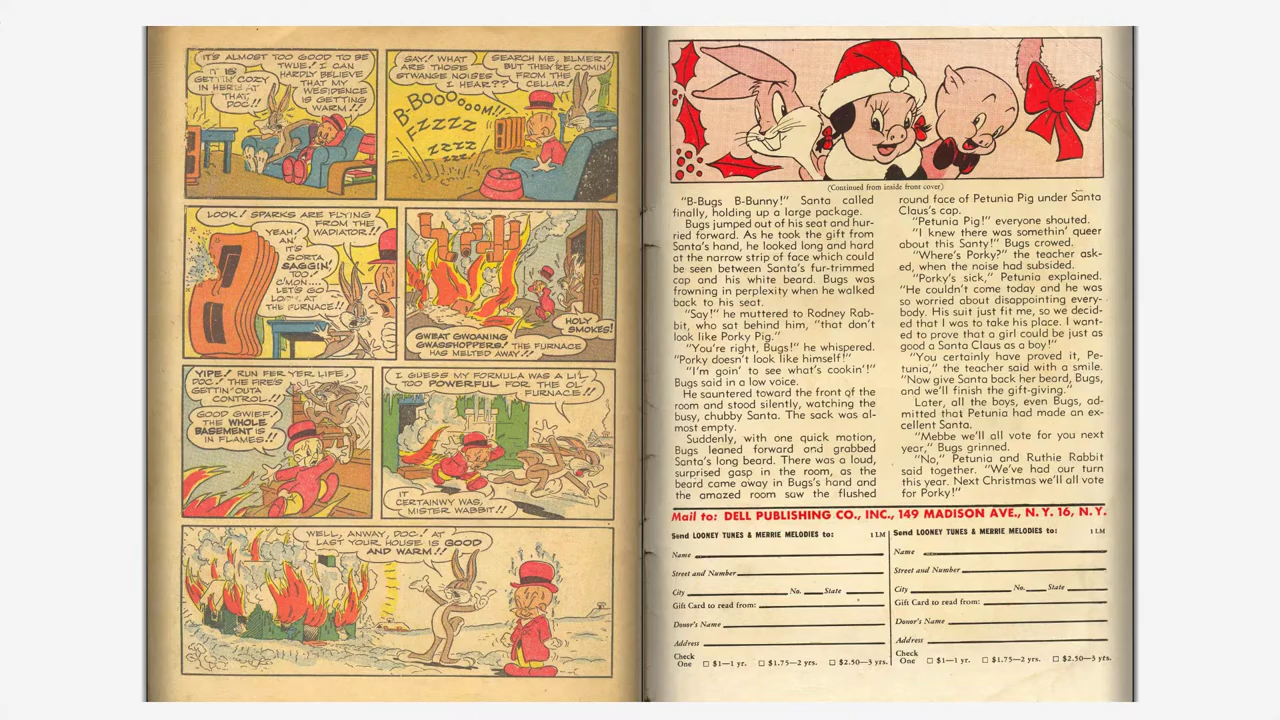 IT'S ALMOST TOO GOOD TO BE
TWUE! I CAN
HARDLY BELIEVE
THAT MY
WESIDENCE
IS GETTING
WARM!!
IT IS
GETTIN' COZY
IN HERE AT
THAT,
DOC!!
SAY! WHAT
ARE THOSE
STWANGE NOISES
I HEAR??
SEARCH ME, ELMER!
BUT THEY'RE COMIN'
FROM THE
CELLAR!
B-BOOOOOOM!!
FZZZZ
ZZZZ
ZZZ
LOOK! SPARKS ARE FLYING
FROM THE
WADIATOR!!
YEAH!
AN'
IT'S
SORTA
SAGGIN',
TOO!
C'MON....
LET'S GO
LOOK AT
THE FURNACE!!
HOLY
SMOKES!
GWEAT GWOANING
GWASSHOPPERS! THE FURNACE
HAS MELTED AWAY!!
YIPE! RUN FER YER LIFE,
DOC! THE FIRE'S
GETTIN' OUTA
CONTROL!!
GOOD GWIEF!
THE WHOLE
BASEMENT IS
IN FLAMES!!
I GUESS MY FORMULA WAS A LI'L
TOO POWERFUL FOR THE OL'
FURNACE!!
IT
CERTAINWY WAS,
MISTER WABBIT!!
WELL, ANWAY, DOC! AT
LAST YOUR HOUSE IS GOOD
AND WARM!!
(Continued from inside front cover)
"B-Bugs B-Bunny!" Santa called
finally, holding up a large package.
Bugs jumped out of his seat and hur-
ried forward. As he took the gift from
Santa's hand, he looked long and hard
at the narrow strip of face which could
be seen between Santa's fur-trimmed
cap and his white beard. Bugs was
frowning in perplexity when he walked
back to his seat.
"Say!" he muttered to Rodney Rab-
bit, who sat behind him, "that don't
look like Porky Pig."
"You're right, Bugs!" he whispered.
"Porky doesn't look like himself!"
"I'm goin' to see what's cookin'!"
Bugs said in a low voice.
He sauntered toward the front of the
room and stood silently, watching the
busy, chubby Santa. The sack was al-
most empty.
Suddenly, with one quick motion,
Bugs leaned forward and grabbed
Santa's long beard. There was a loud,
surprised gasp in the room, as the
beard came away in Bugs's hand and
the amazed room saw the flushed
round face of Petunia Pig under Santa
Claus's cap.
"Petunia Pig!" everyone shouted.
"I knew there was somethin' queer
about this Santy!" Bugs crowed.
"Where's Porky?" the teacher ask-
ed, when the noise had subsided.
"Porky's sick," Petunia explained.
"He couldn't come today and he was
so worried about disappointing every-
body. His suit just fit me, so we decid-
ed that I was to take his place. I want-
ed to prove that a girl could be just as
good a Santa Claus as a boy!"
"You certainly have proved it, Pe-
tunia," the teacher said with a smile.
"Now give Santa back her beard, Bugs,
and we'll finish the gift-giving."
Later, all the boys, even Bugs, ad-
mitted that Petunia had made an ex-
cellent Santa.
"Mebbe we'll all vote for you next
year," Bugs grinned.
"No," Petunia and Ruthie Rabbit
said together. "We've had our turn
this year. Next Christmas we'll all vote
for Porky!"
Mail to: DELL PUBLISHING CO., INC., 149 MADISON AVE., N. Y. 16, N. Y.
Send LOONEY TUNES & MERRIE MELODIES to: 1 LM
Name
Street and Number
City No. State
Gift Card to read from:
Donor's Name
Address
Check
One □ $1—1 yr. □ $1.75—2 yrs. □ $2.50—3 yrs.
Send LOONEY TUNES & MERRIE MELODIES to: 1 LM
Name
Street and Number
City No. State
Gift Card to read from:
Donor's Name
Address
Check
One □ $1—1 yr. □ $1.75—2 yrs. □ $2.50—3 yrs.